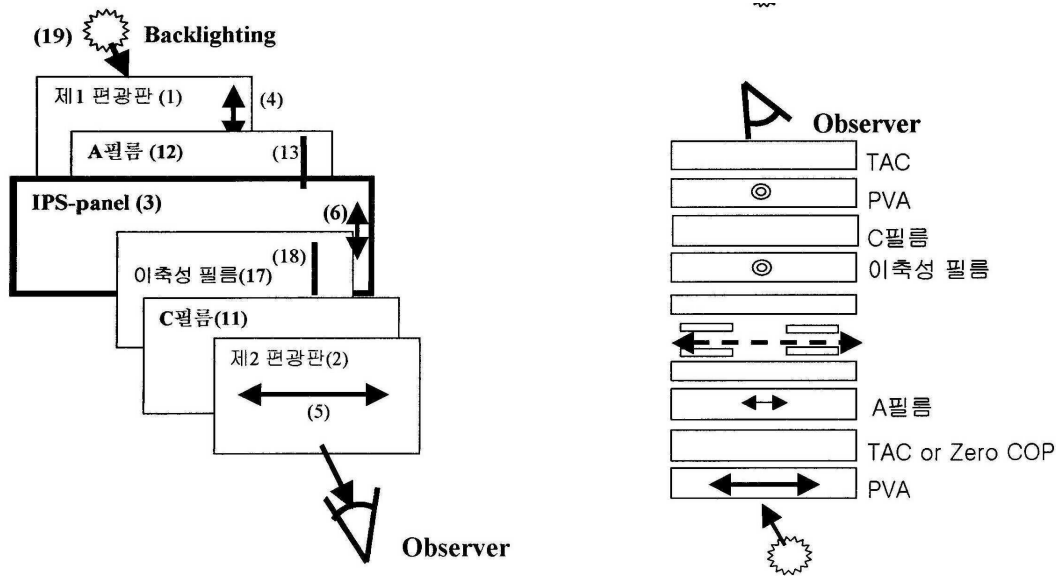 (19)
Backlighting
제1 편광판 (1)
(4)
A필름 (12)
(13)
IPS-panel (3)
(6)
(18)
이축성 필름(17)
C필름(11)
제2 편광판(2)
(5)
Observer
Observer
TAC
PVA
C필름
이축성 필름
A필름
TAC or Zero COP
PVA